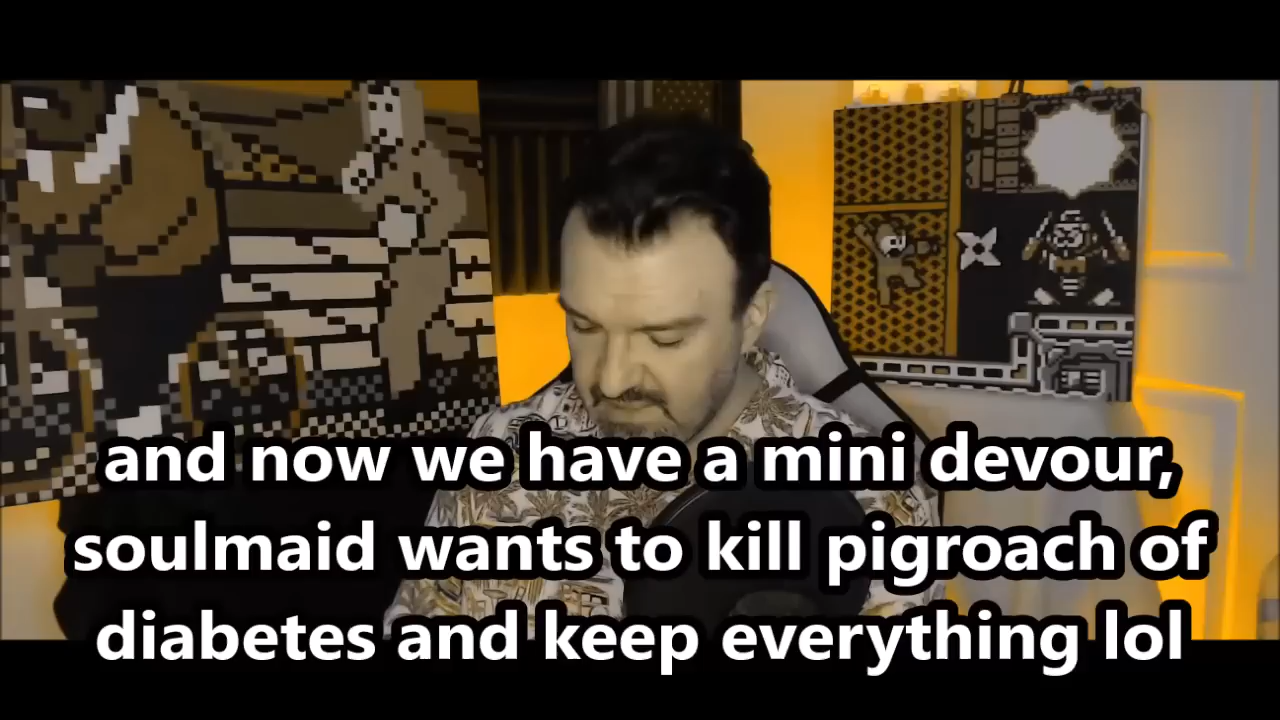 and now we have a mini devour,
soulmaid wants to kill pigroach of
diabetes and keep everything lol